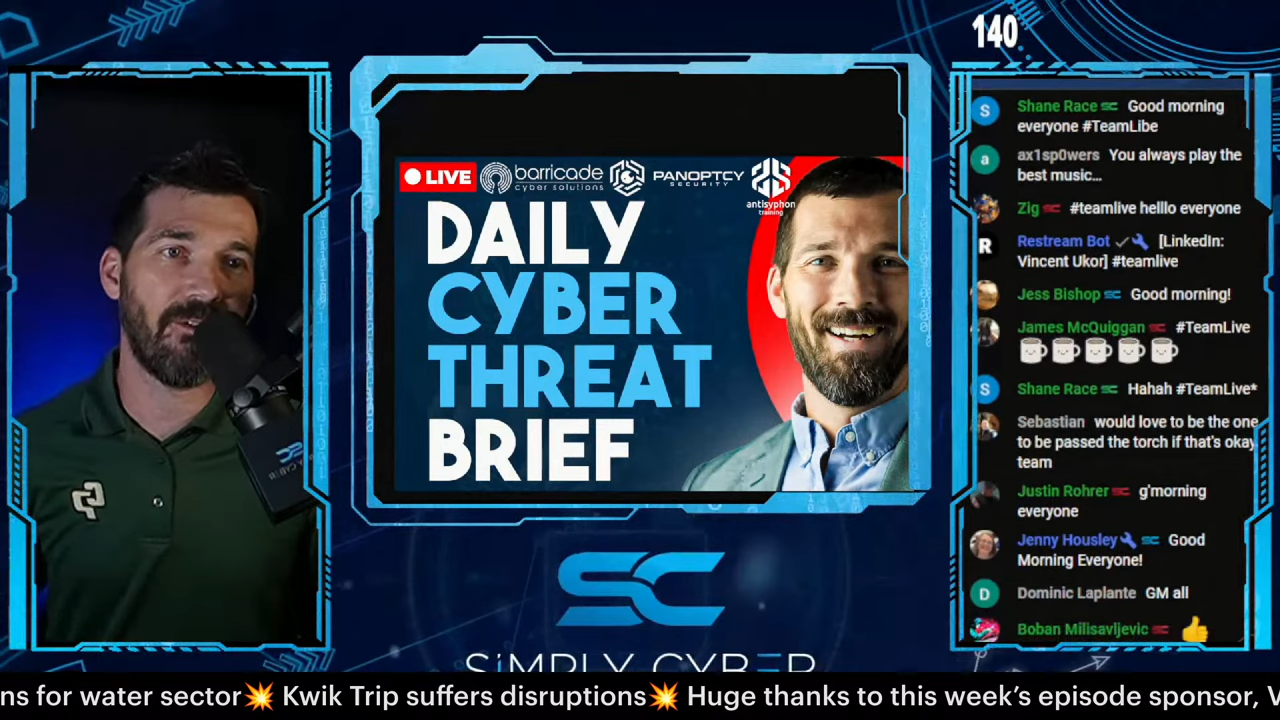 140
LIVE
barricade
cyber solutions
PANOPTCY
SECURITY
antisyphon
training
DAILY
CYBER
THREAT
BRIEF
SC
SIMPLY CYBER
Shane Race Good morning
everyone #TeamLibe
ax1sp0wers You always play the
best music...
Zig #teamlive helllo everyone
Restream Bot [LinkedIn:
Vincent Ukor] #teamlive
Jess Bishop Good morning!
James McQuiggan #TeamLive
Shane Race Hahah #TeamLive*
Sebastian would love to be the one
to be passed the torch if that's okay
team
Justin Rohrer g'morning
everyone
Jenny Housley Good
Morning Everyone!
Dominic Laplante GM all
Boban Milisavljevic
ns for water sector💥 Kwik Trip suffers disruptions💥 Huge thanks to this week's episode sponsor, V